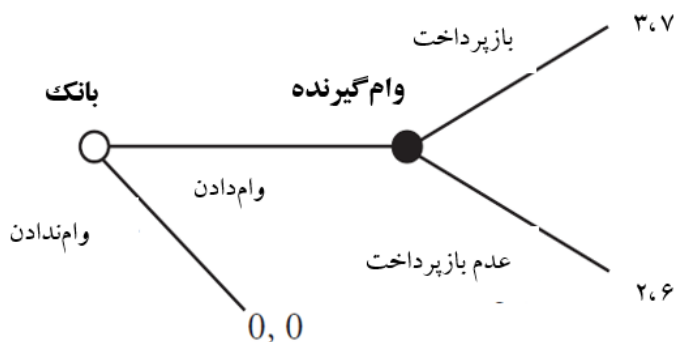 بازپرداخت
۳،۷
بانک
وام‌گیرنده
وام‌دادن
وام‌ندادن
عدم بازپرداخت
۲،۶
0, 0